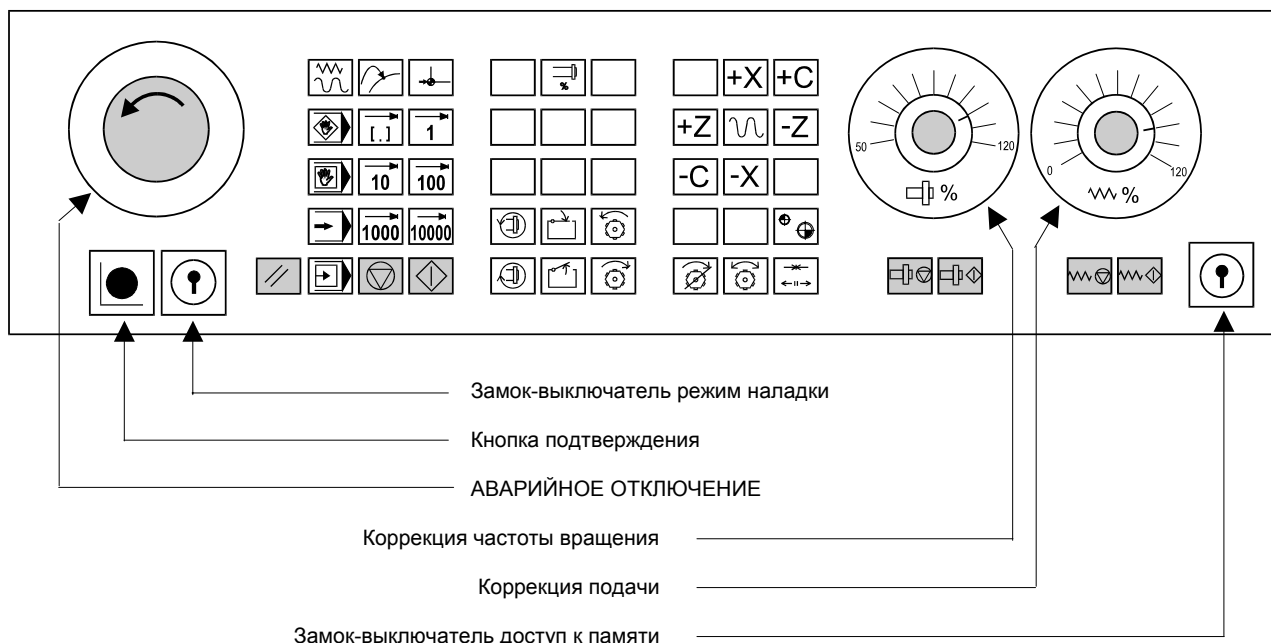 %
+X +C
[.] 1
+Z -Z
50 120
0 120
10 100
-C -X
% %
1000 10000
Замок-выключатель режим наладки
Кнопка подтверждения
АВАРИЙНОЕ ОТКЛЮЧЕНИЕ
Коррекция частоты вращения
Коррекция подачи
Замок-выключатель доступ к памяти